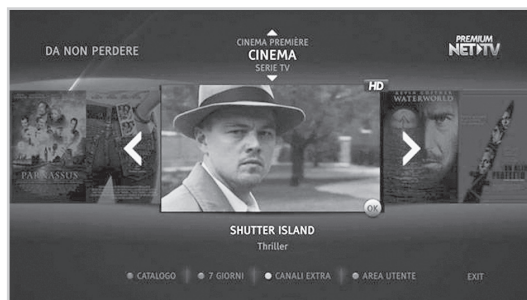 DA NON PERDERE
CINEMA PREMIÈRE
CINEMA
SERIE TV
PREMIUM
NET TV
HD
PARNASSUS
WATERWORLD
OK
SHUTTER ISLAND
Thriller
CATALOGO
7 GIORNI
CANALI EXTRA
AREA UTENTE
EXIT